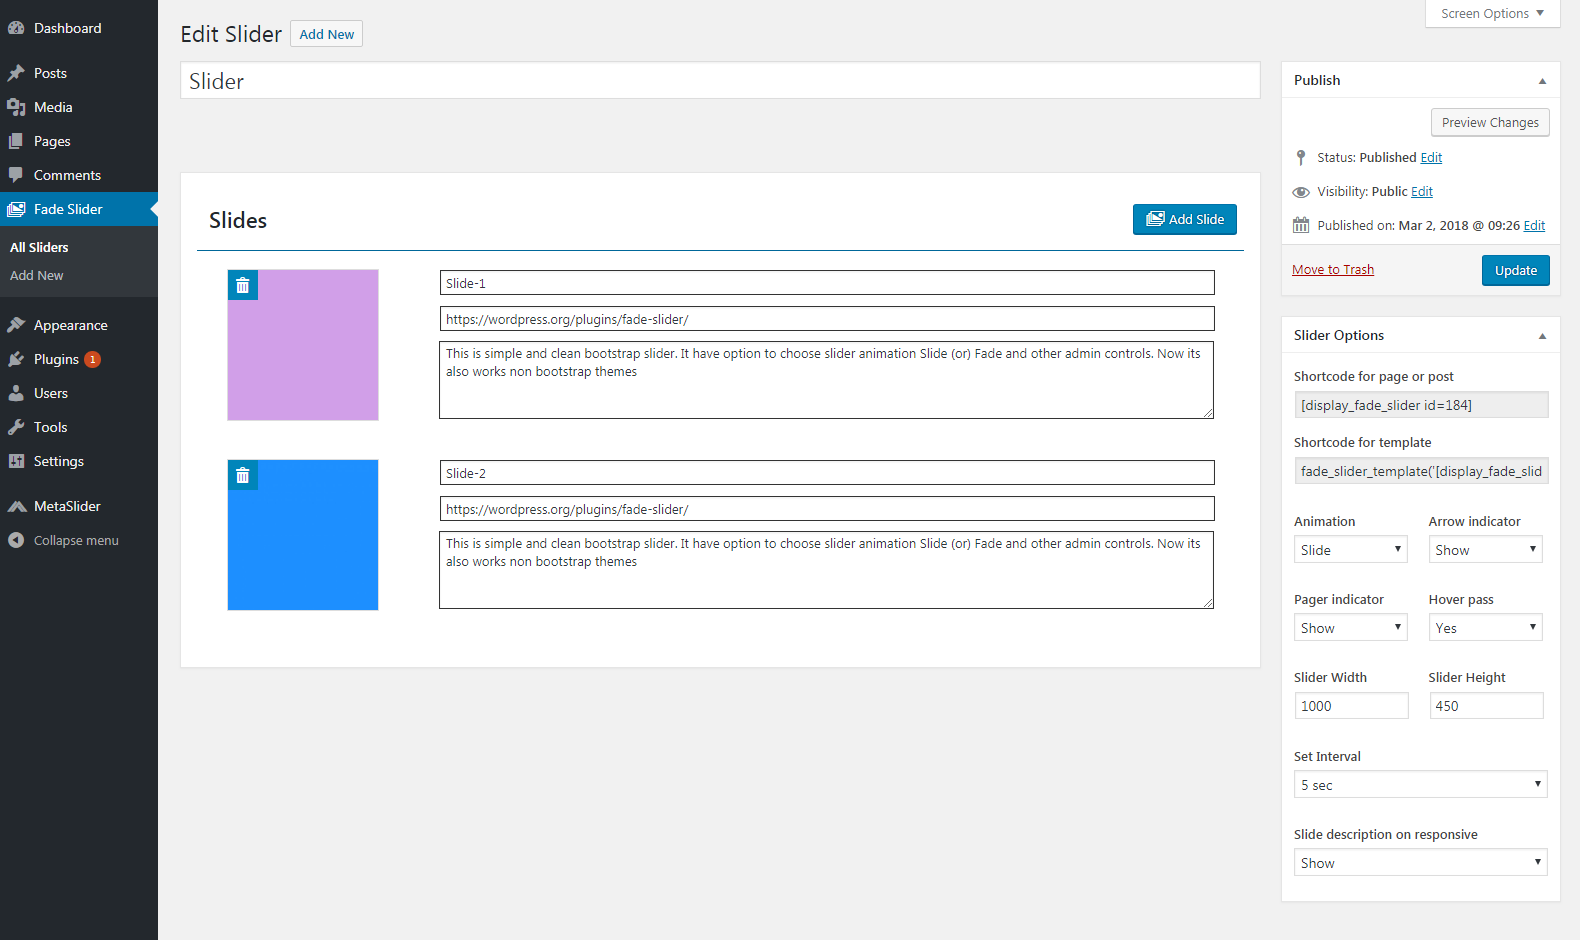 Dashboard
Posts
Media
Pages
Comments
Fade Slider
All Sliders
Add New
Appearance
Plugins 1
Users
Tools
Settings
MetaSlider
Collapse menu
Screen Options
Edit Slider Add New
Slider
Slides
Add Slide
Slide-1
https://wordpress.org/plugins/fade-slider/
This is simple and clean bootstrap slider. It have option to choose slider animation Slide (or) Fade and other admin controls. Now its
also works non bootstrap themes
Slide-2
https://wordpress.org/plugins/fade-slider/
This is simple and clean bootstrap slider. It have option to choose slider animation Slide (or) Fade and other admin controls. Now its
also works non bootstrap themes
Publish
Preview Changes
Status: Published Edit
Visibility: Public Edit
Published on: Mar 2, 2018 @ 09:26 Edit
Move to Trash Update
Slider Options
Shortcode for page or post
[display_fade_slider id=184]
Shortcode for template
fade_slider_template('[display_fade_slid
Animation Arrow indicator
Slide Show
Pager indicator Hover pass
Show Yes
Slider Width Slider Height
1000 450
Set Interval
5 sec
Slide description on responsive
Show